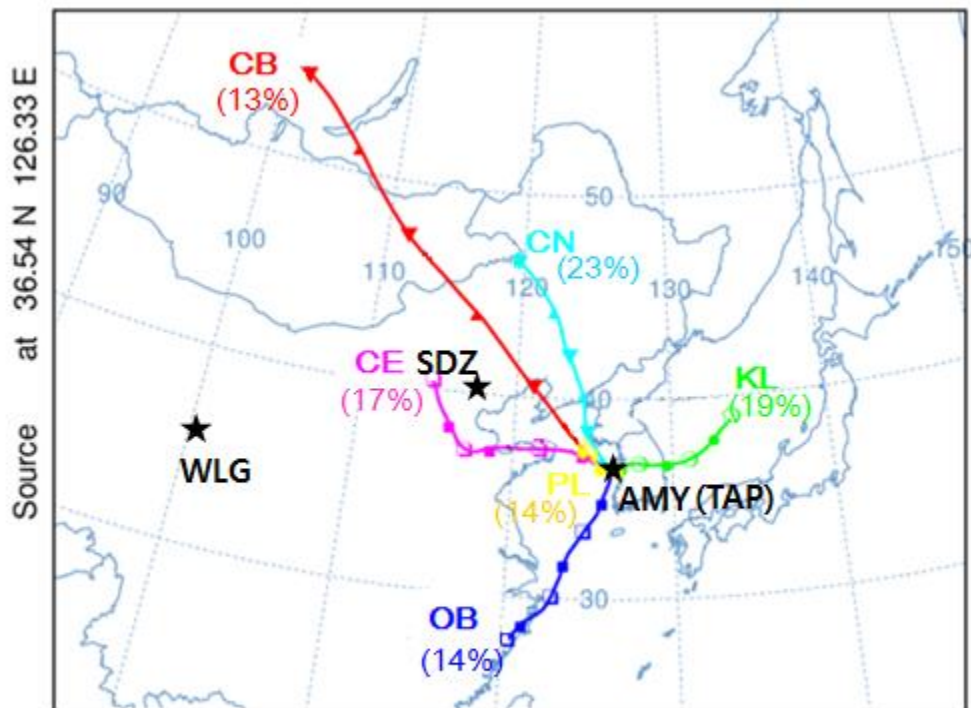 Source at 36.54 N 126.33 E
CB
(13%)
90
50
100
CN
(23%)
150
140
110
120
130
CE
SDZ
(17%)
KL
(19%)
40
WLG
PL
(14%)
AMY (TAP)
30
OB
(14%)